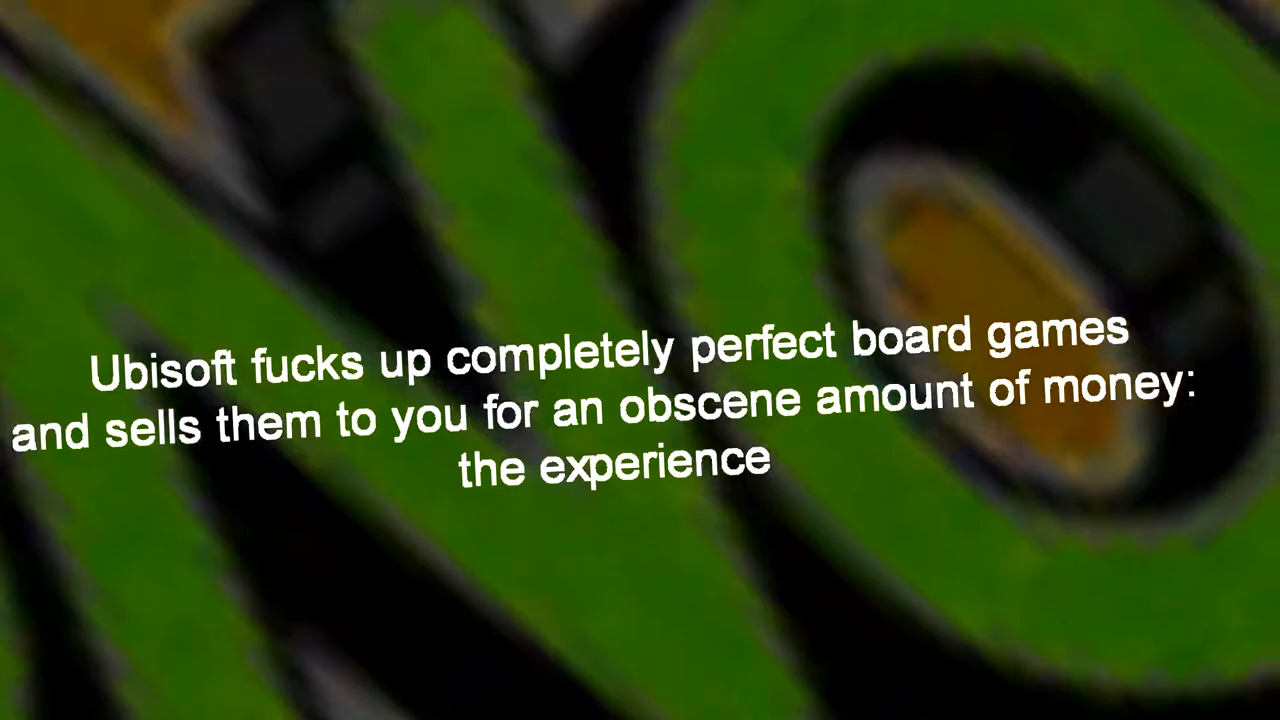 Ubisoft fucks up completely perfect board games
and sells them to you for an obscene amount of money:
the experience